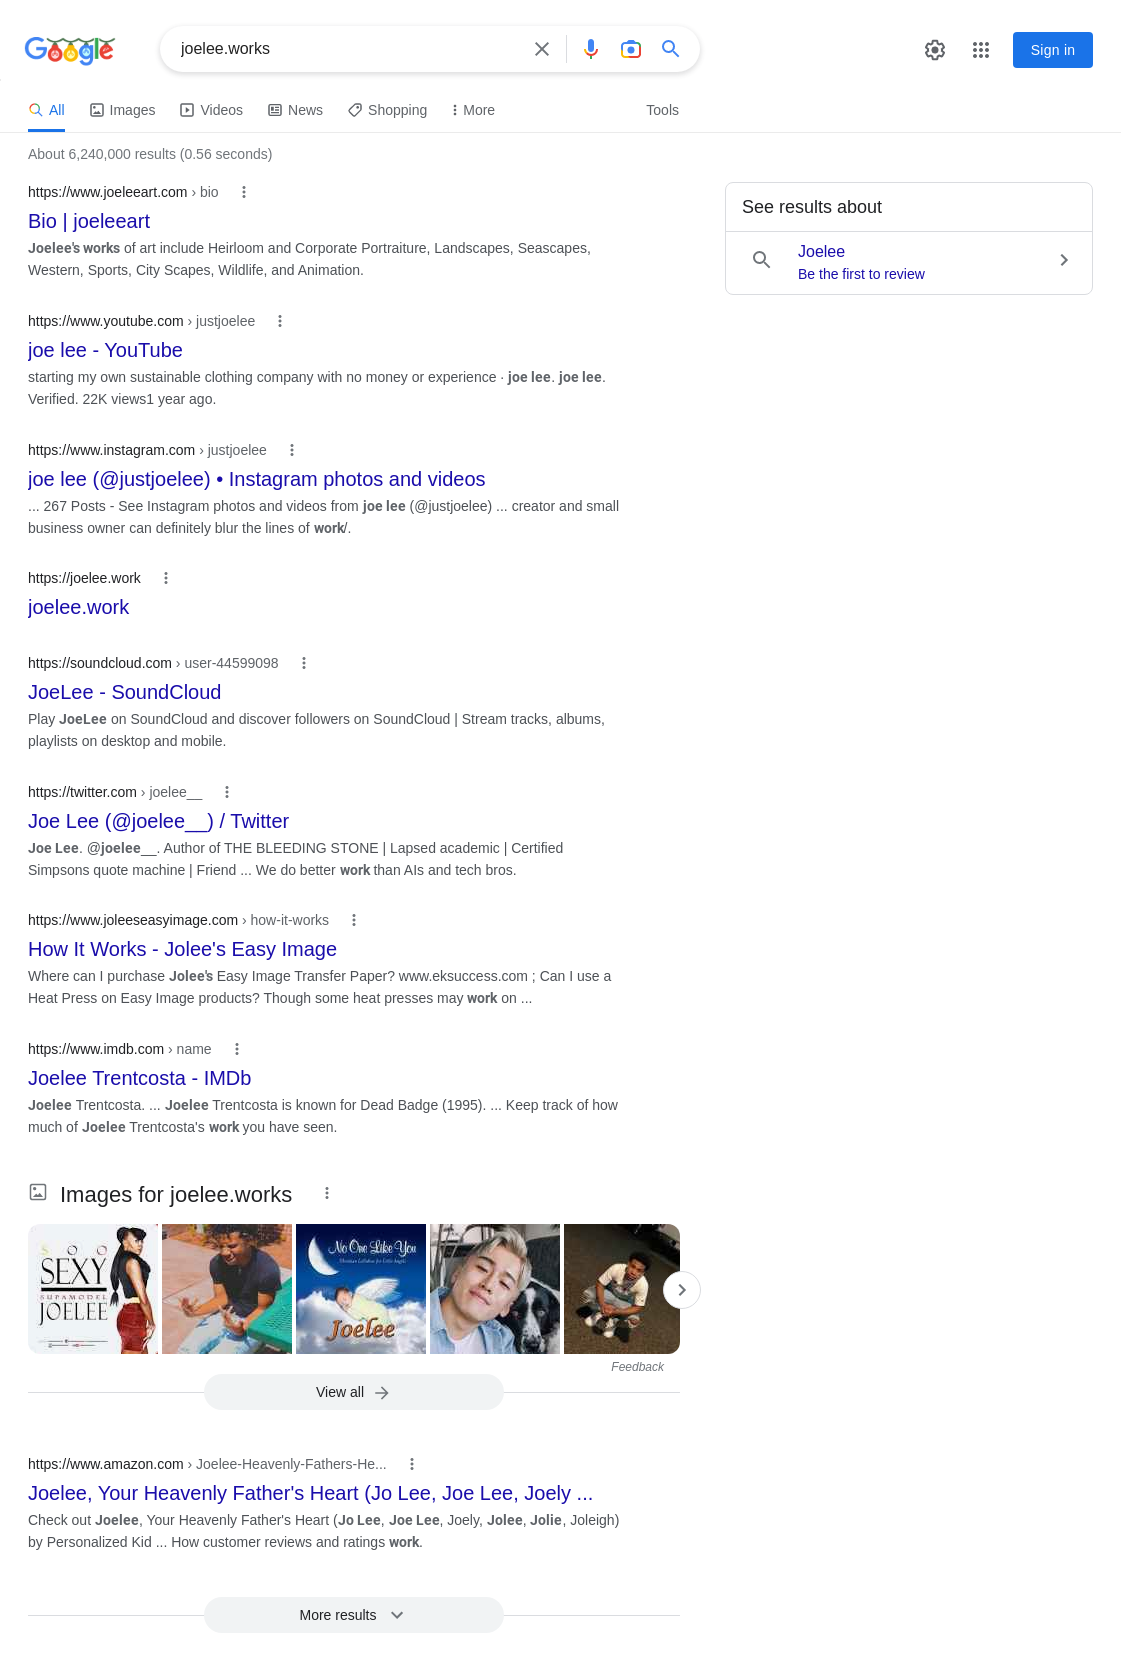 Google
joelee.works
Sign in
All
Images
Videos
News
Shopping
More
Tools
About 6,240,000 results (0.56 seconds)
https://www.joeleeart.com › bio
Bio | joeleeart
Joelee's works of art include Heirloom and Corporate Portraiture, Landscapes, Seascapes,
Western, Sports, City Scapes, Wildlife, and Animation.
See results about
Joelee
Be the first to review
https://www.youtube.com › justjoelee
joe lee - YouTube
starting my own sustainable clothing company with no money or experience · joe lee. joe lee.
Verified. 22K views1 year ago.
https://www.instagram.com › justjoelee
joe lee (@justjoelee) • Instagram photos and videos
... 267 Posts - See Instagram photos and videos from joe lee (@justjoelee) ... creator and small
business owner can definitely blur the lines of work/.
https://joelee.work
joelee.work
https://soundcloud.com › user-44599098
JoeLee - SoundCloud
Play JoeLee on SoundCloud and discover followers on SoundCloud | Stream tracks, albums,
playlists on desktop and mobile.
https://twitter.com › joelee__
Joe Lee (@joelee__) / Twitter
Joe Lee. @joelee__. Author of THE BLEEDING STONE | Lapsed academic | Certified
Simpsons quote machine | Friend ... We do better work than AIs and tech bros.
https://www.joleeseasyimage.com › how-it-works
How It Works - Jolee's Easy Image
Where can I purchase Jolee's Easy Image Transfer Paper? www.eksuccess.com ; Can I use a
Heat Press on Easy Image products? Though some heat presses may work on ...
https://www.imdb.com › name
Joelee Trentcosta - IMDb
Joelee Trentcosta. ... Joelee Trentcosta is known for Dead Badge (1995). ... Keep track of how
much of Joelee Trentcosta's work you have seen.
Images for joelee.works
SOO
SEXY
SUPAMODEL
JOELEE
No One Like You
Christian Lullabies for Little Angels
Joelee
Feedback
View all
https://www.amazon.com › Joelee-Heavenly-Fathers-He...
Joelee, Your Heavenly Father's Heart (Jo Lee, Joe Lee, Joely ...
Check out Joelee, Your Heavenly Father's Heart (Jo Lee, Joe Lee, Joely, Jolee, Jolie, Joleigh)
by Personalized Kid ... How customer reviews and ratings work.
More results